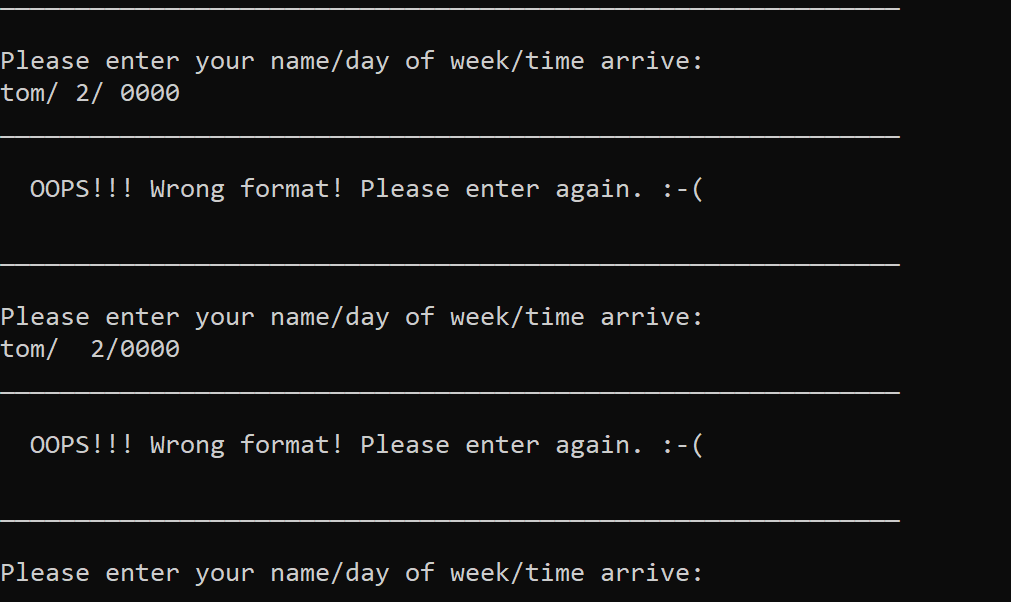 Please enter your name/day of week/time arrive:
tom/ 2/ 0000
OOPS!!! Wrong format! Please enter again. :-(
Please enter your name/day of week/time arrive:
tom/  2/0000
OOPS!!! Wrong format! Please enter again. :-(
Please enter your name/day of week/time arrive: